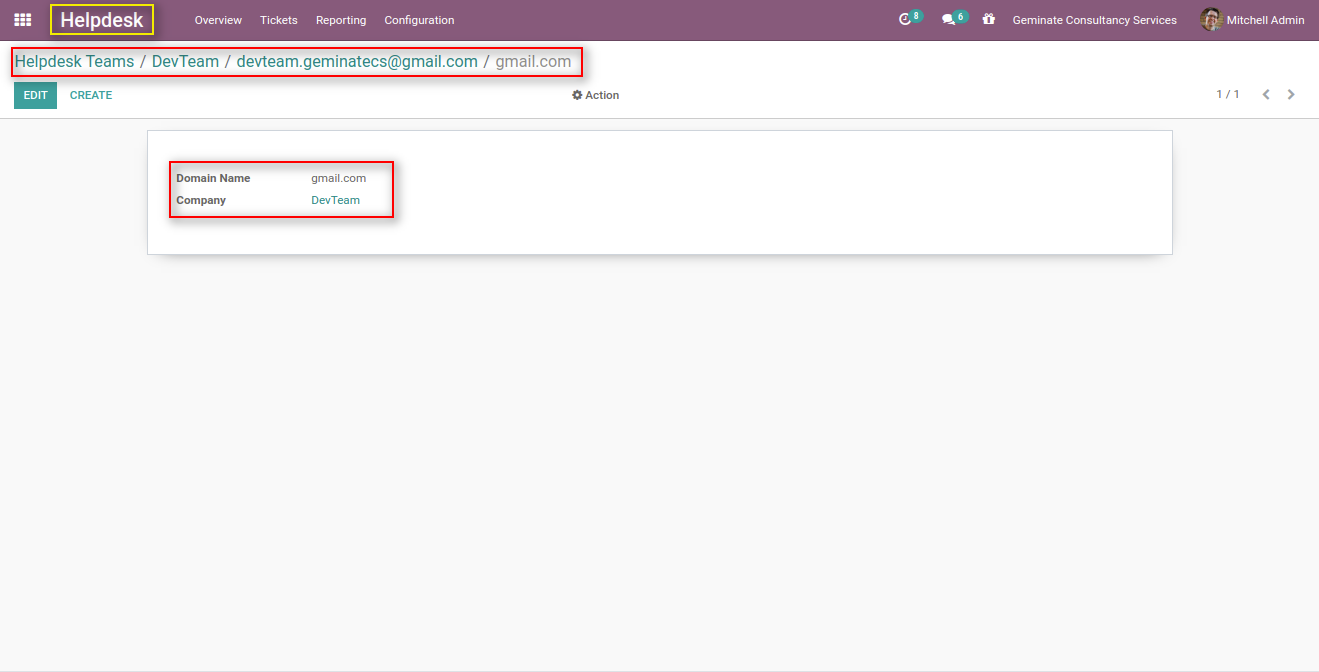 Helpdesk Overview Tickets Reporting Configuration 8 6 Geminate Consultancy Services Mitchell Admin
Helpdesk Teams / DevTeam / devteam.geminatecs@gmail.com / gmail.com
EDIT CREATE Action 1 / 1
Domain Name gmail.com
Company DevTeam